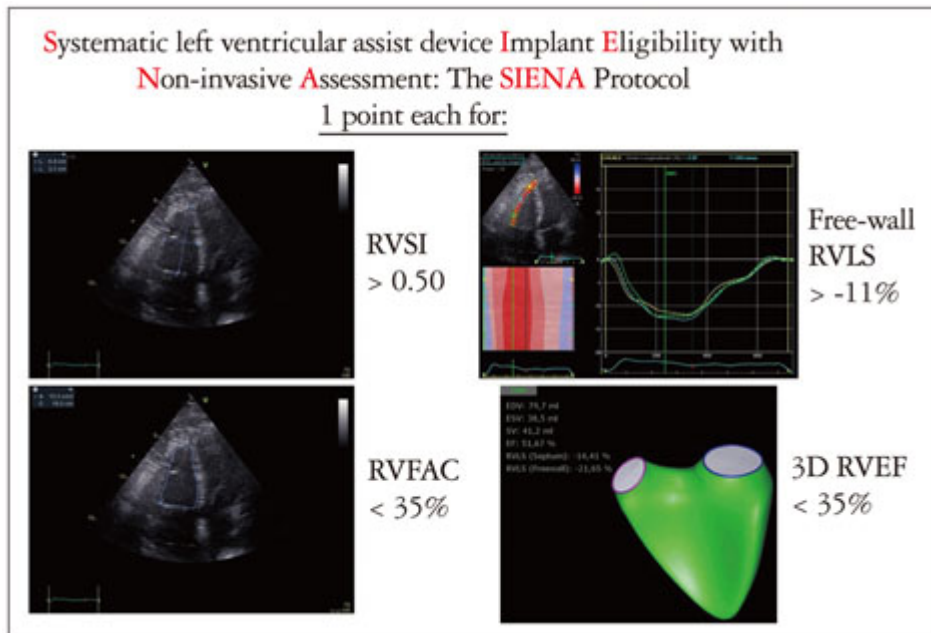 Systematic left ventricular assist device Implant Eligibility with
Non-invasive Assessment: The SIENA Protocol
1 point each for:
RVSI
> 0.50
Free-wall
RVLS
> -11%
RVFAC
< 35%
EDV: 79,7 ml
ESV: 38,5 ml
SV: 41,2 ml
EF: 51,67 %
RVLS (Septum): -14,41 %
RVLS (Freewall): -21,65 %
3D RVEF
< 35%